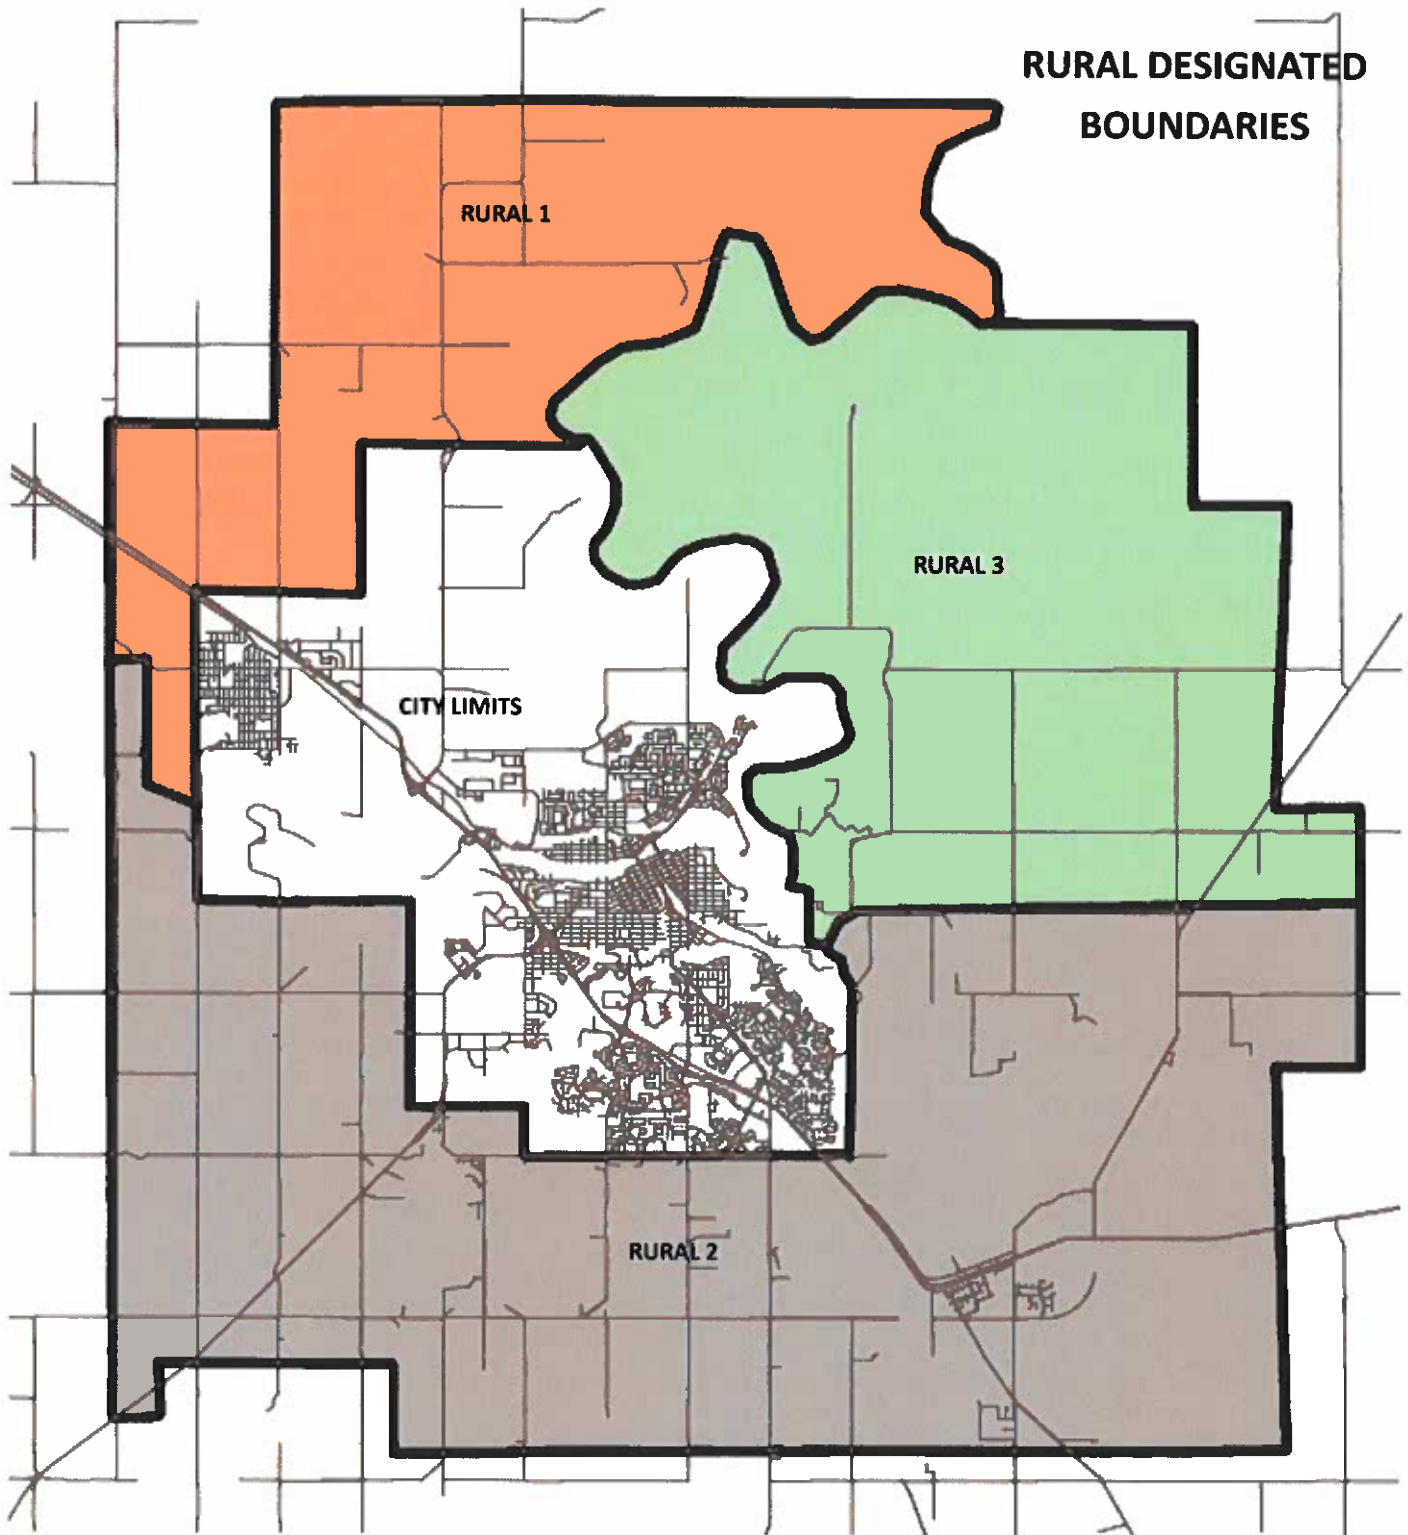 RURAL DESIGNATED
BOUNDARIES
RURAL 1
RURAL 3
CITY LIMITS
RURAL 2